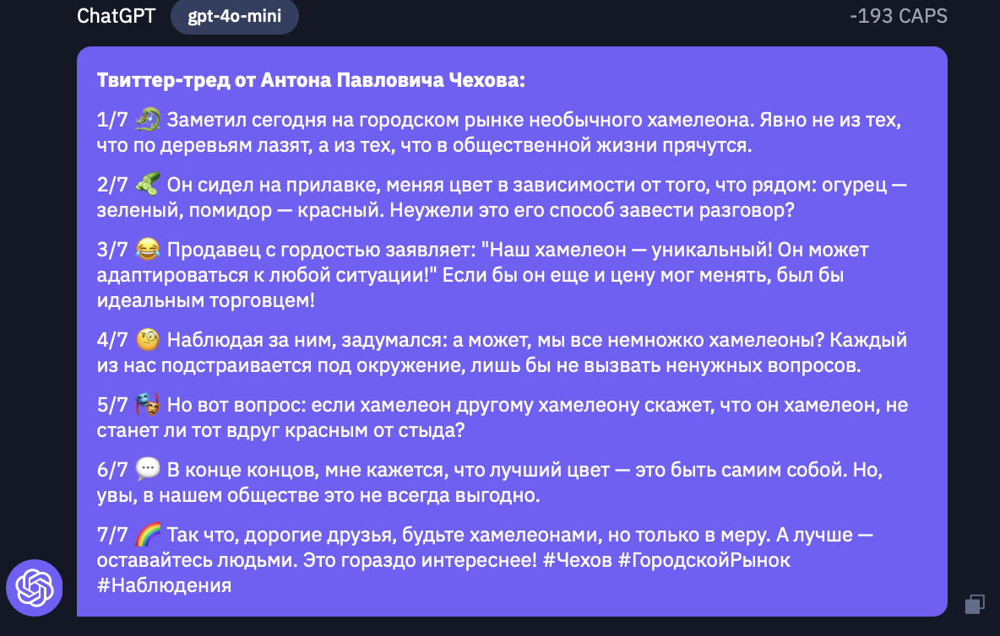 ChatGPT gpt-4o-mini -193 CAPS
Твиттер-тред от Антона Павловича Чехова:
1/7 🐉 Заметил сегодня на городском рынке необычного хамелеона. Явно не из тех,
что по деревьям лазят, а из тех, что в общественной жизни прячутся.
2/7 🥒 Он сидел на прилавке, меняя цвет в зависимости от того, что рядом: огурец —
зеленый, помидор — красный. Неужели это его способ завести разговор?
3/7 😂 Продавец с гордостью заявляет: "Наш хамелеон — уникальный! Он может
адаптироваться к любой ситуации!" Если бы он еще и цену мог менять, был бы
идеальным торговцем!
4/7 🧐 Наблюдая за ним, задумался: а может, мы все немножко хамелеоны? Каждый
из нас подстраивается под окружение, лишь бы не вызвать ненужных вопросов.
5/7 🎭 Но вот вопрос: если хамелеон другому хамелеону скажет, что он хамелеон, не
станет ли тот вдруг красным от стыда?
6/7 💬 В конце концов, мне кажется, что лучший цвет — это быть самим собой. Но,
увы, в нашем обществе это не всегда выгодно.
7/7 🌈 Так что, дорогие друзья, будьте хамелеонами, но только в меру. А лучше —
оставайтесь людьми. Это гораздо интереснее! #Чехов #ГородскойРынок
#Наблюдения